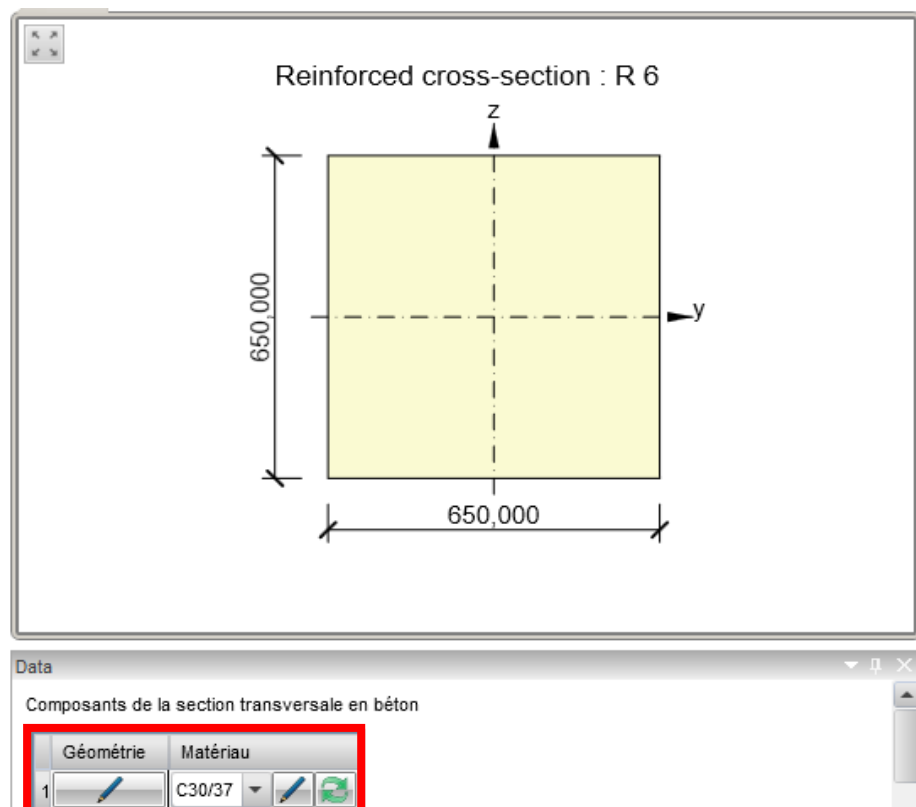 Reinforced cross-section : R 6
z
650,000
y
650,000
Data
Composants de la section transversale en béton
Géométrie Matériau
1 C30/37